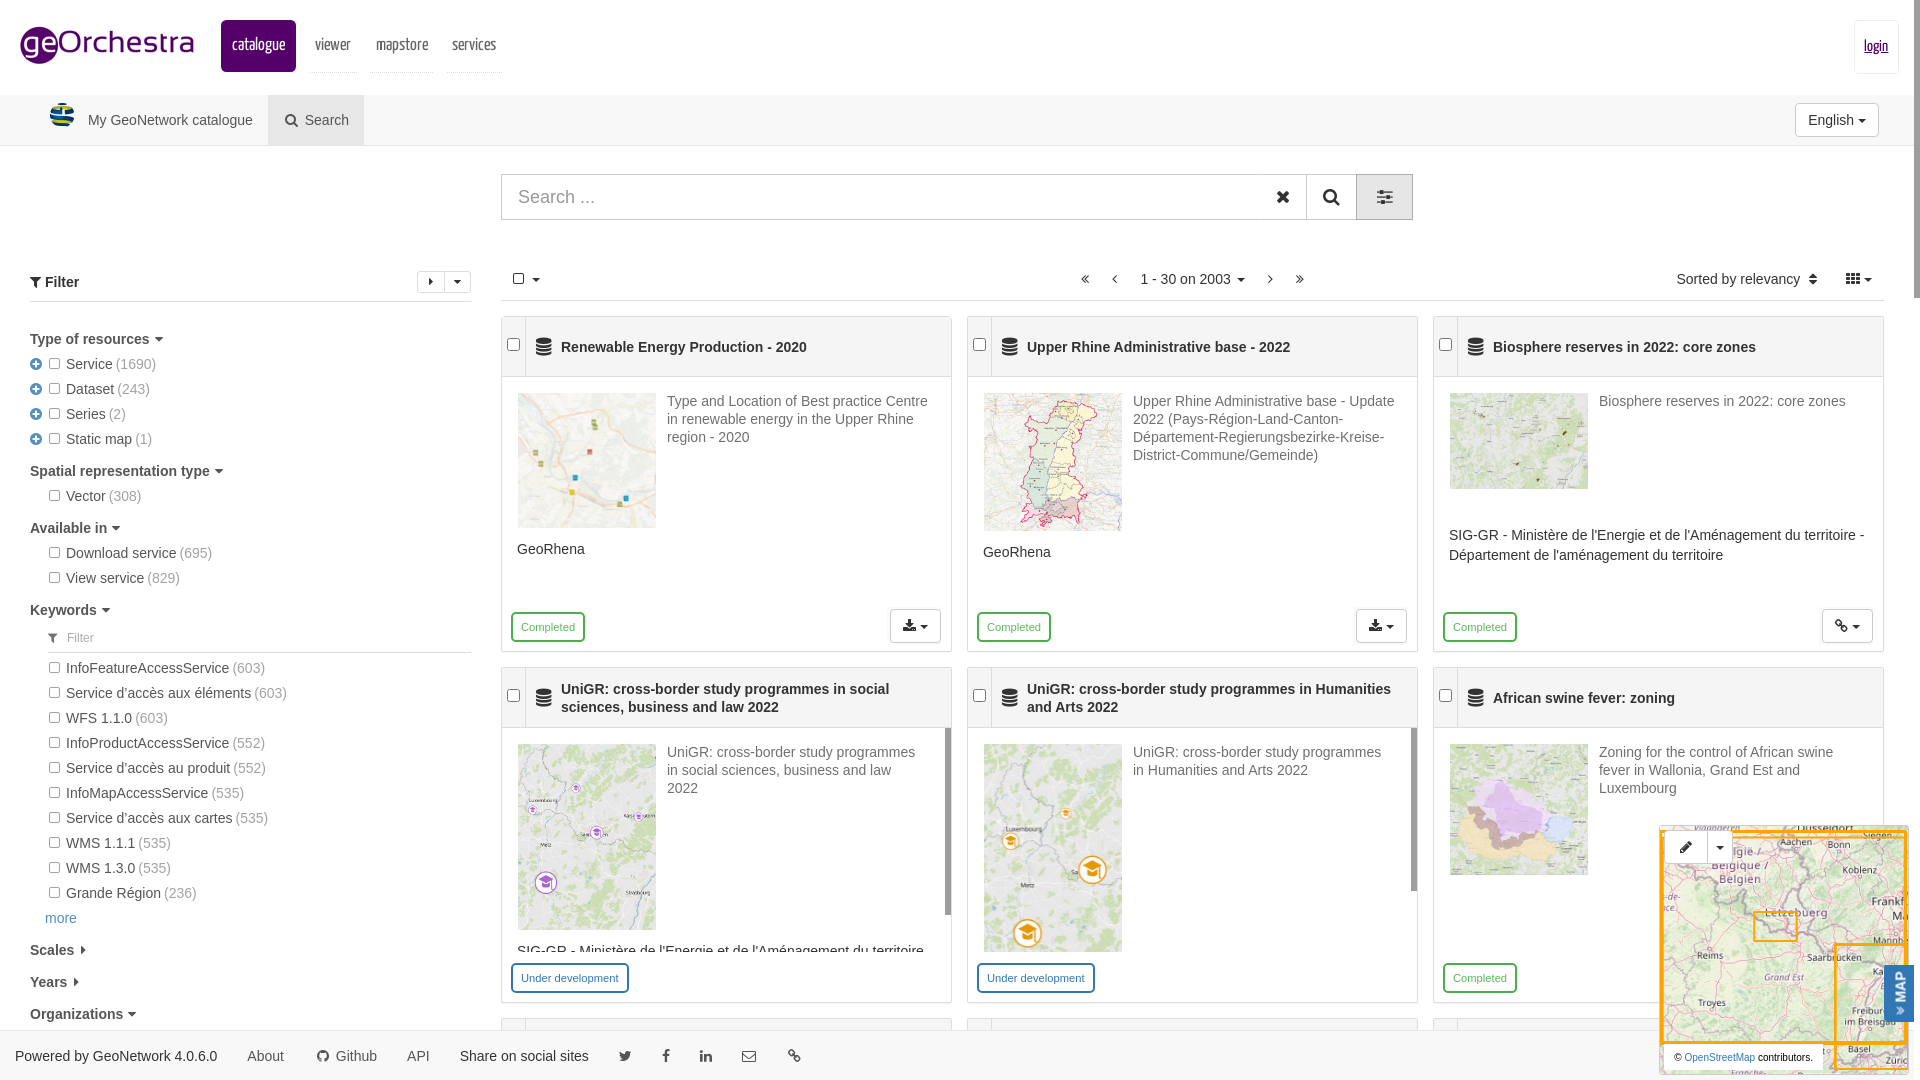 geOrchestra
catalogue
viewer
mapstore
services
login
My GeoNetwork catalogue
Search
English
Search ...
Filter
1 - 30 on 2003
Sorted by relevancy
Type of resources
Service (1690)
Dataset (243)
Series (2)
Static map (1)
Spatial representation type
Vector (308)
Available in
Download service (695)
View service (829)
Keywords
Filter
InfoFeatureAccessService (603)
Service d'accès aux éléments (603)
WFS 1.1.0 (603)
InfoProductAccessService (552)
Service d'accès au produit (552)
InfoMapAccessService (535)
Service d'accès aux cartes (535)
WMS 1.1.1 (535)
WMS 1.3.0 (535)
Grande Région (236)
more
Scales
Years
Organizations
Renewable Energy Production - 2020
Type and Location of Best practice Centre
in renewable energy in the Upper Rhine
region - 2020
GeoRhena
Completed
Upper Rhine Administrative base - 2022
Upper Rhine Administrative base - Update
2022 (Pays-Région-Land-Canton-
Département-Regierungsbezirke-Kreise-
District-Commune/Gemeinde)
GeoRhena
Completed
Biosphere reserves in 2022: core zones
Biosphere reserves in 2022: core zones
SIG-GR - Ministère de l'Energie et de l'Aménagement du territoire -
Département de l'aménagement du territoire
Completed
UniGR: cross-border study programmes in social
sciences, business and law 2022
UniGR: cross-border study programmes
in social sciences, business and law
2022
Luxembourg
Metz
Strasbourg
SIG-GR - Ministère de l'Energie et de l'Aménagement du territoire
Under development
UniGR: cross-border study programmes in Humanities
and Arts 2022
UniGR: cross-border study programmes
in Humanities and Arts 2022
Luxembourg
Metz
Under development
African swine fever: zoning
Zoning for the control of African swine
fever in Wallonia, Grand Est and
Luxembourg
Completed
Düsseldorf
Siegen
Aachen
Bonn
België /
Belgique /
Belgien
Koblenz
Lëtzebuerg
Reims
Saarbrücken
Grand Est
Troyes
Freiburg
im Breisgau
Basel
MAP
© OpenStreetMap contributors.
Powered by GeoNetwork 4.0.6.0
About
Github
API
Share on social sites